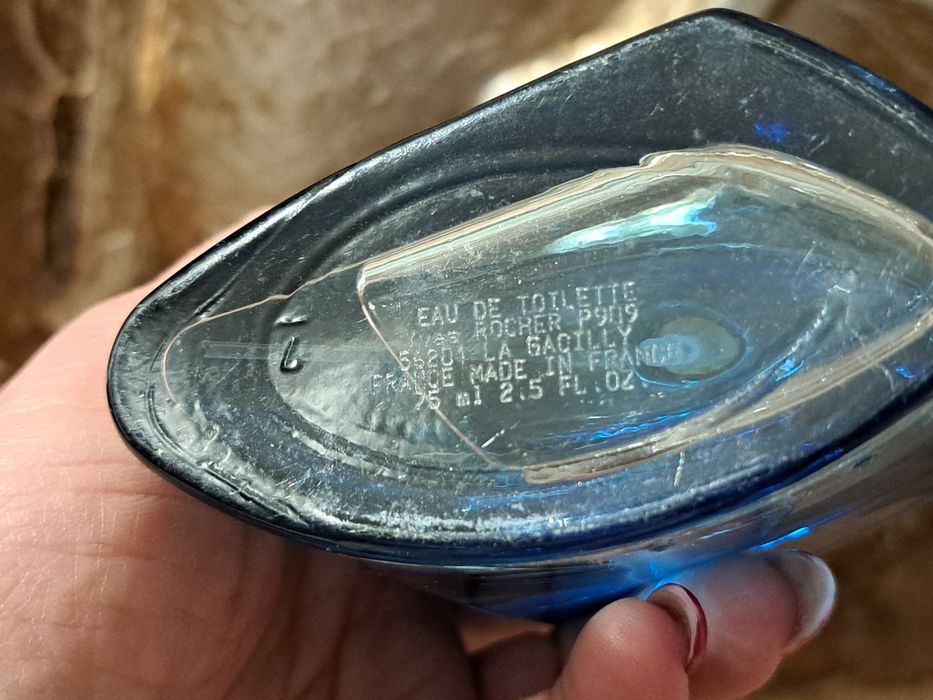 EAU DE TOILETTE
Yves ROCHER P909
56201 LA GACILLY
MADE IN FRANCE
FRANCE
75 ml 2.5 FL.OZ